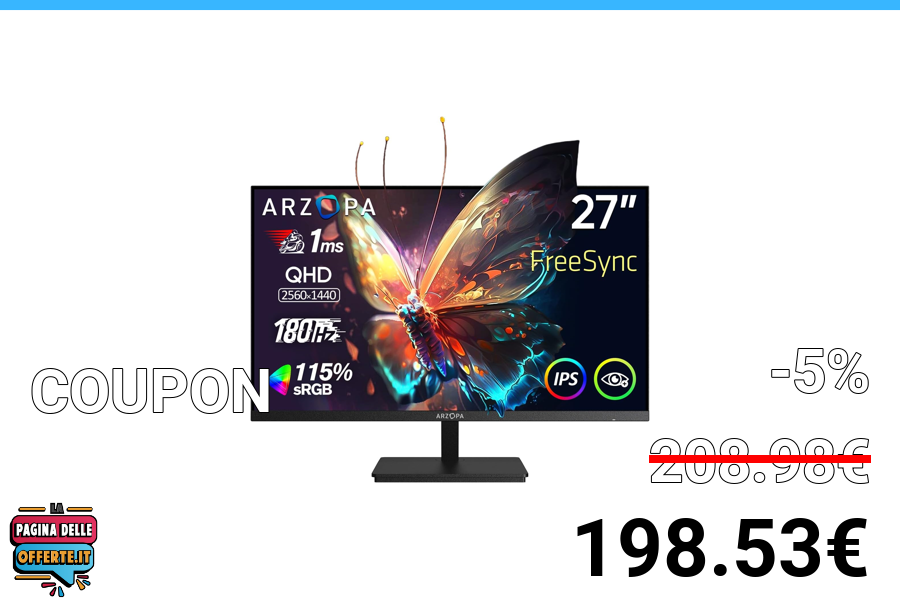 ARZOPA
27"
1ms
FreeSync
QHD
2560×1440
180Hz
115%
sRGB
IPS
ARZOPA
COUPON
-5%
208.98€
198.53€
LA
PAGINA DELLE
OFFERTE.IT